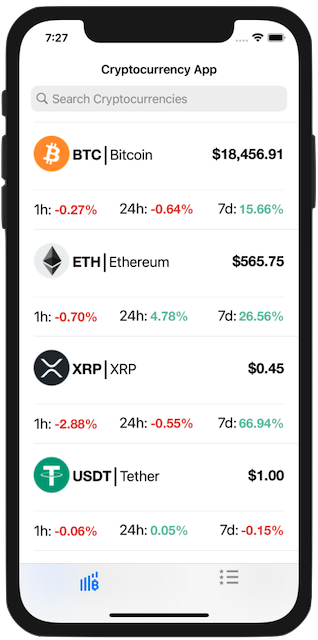 7:27
Cryptocurrency App
Search Cryptocurrencies
BTC | Bitcoin $18,456.91
1h: -0.27% 24h: -0.64% 7d: 15.66%
ETH | Ethereum $565.75
1h: -0.70% 24h: 4.78% 7d: 26.56%
XRP | XRP $0.45
1h: -2.88% 24h: -0.55% 7d: 66.94%
USDT | Tether $1.00
1h: -0.06% 24h: 0.05% 7d: -0.15%